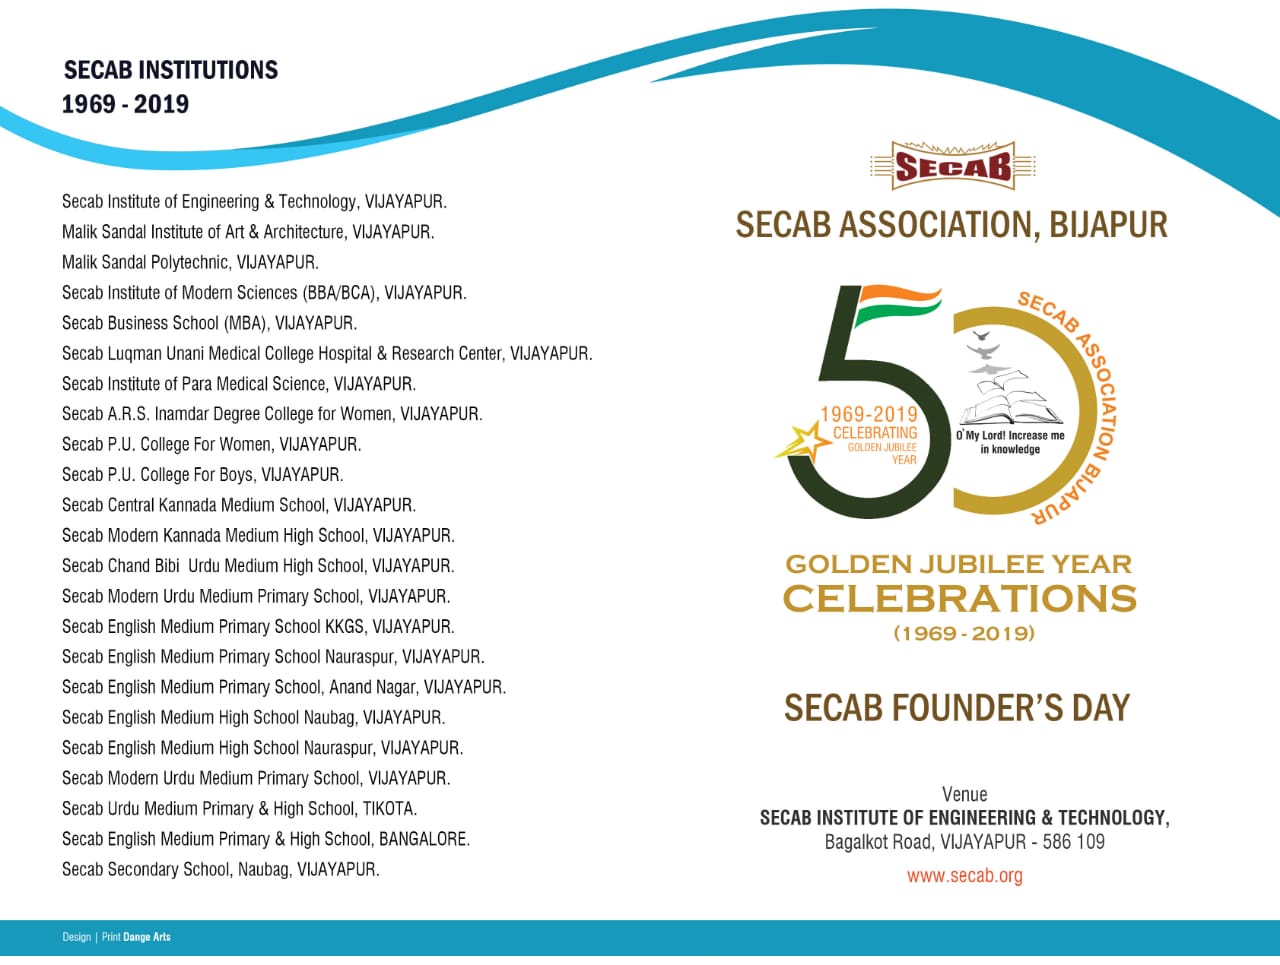 SECAB INSTITUTIONS
1969 - 2019
Secab Institute of Engineering & Technology, VIJAYAPUR.
Malik Sandal Institute of Art & Architecture, VIJAYAPUR.
Malik Sandal Polytechnic, VIJAYAPUR.
Secab Institute of Modern Sciences (BBA/BCA), VIJAYAPUR.
Secab Business School (MBA), VIJAYAPUR.
Secab Luqman Unani Medical College Hospital & Research Center, VIJAYAPUR.
Secab Institute of Para Medical Science, VIJAYAPUR.
Secab A.R.S. Inamdar Degree College for Women, VIJAYAPUR.
Secab P.U. College For Women, VIJAYAPUR.
Secab P.U. College For Boys, VIJAYAPUR.
Secab Central Kannada Medium School, VIJAYAPUR.
Secab Modern Kannada Medium High School, VIJAYAPUR.
Secab Chand Bibi Urdu Medium High School, VIJAYAPUR.
Secab Modern Urdu Medium Primary School, VIJAYAPUR.
Secab English Medium Primary School KKGS, VIJAYAPUR.
Secab English Medium Primary School Nauraspur, VIJAYAPUR.
Secab English Medium Primary School, Anand Nagar, VIJAYAPUR.
Secab English Medium High School Naubag, VIJAYAPUR.
Secab English Medium High School Nauraspur, VIJAYAPUR.
Secab Modern Urdu Medium Primary School, VIJAYAPUR.
Secab Urdu Medium Primary & High School, TIKOTA.
Secab English Medium Primary & High School, BANGALORE.
Secab Secondary School, Naubag, VIJAYAPUR.
Design | Print Dange Arts
SECAB
SECAB ASSOCIATION, BIJAPUR
50
SECAB ASSOCIATION BIJAPUR
1969-2019
CELEBRATING
GOLDEN JUBILEE
YEAR
O`My Lord! Increase me
in knowledge
GOLDEN JUBILEE YEAR
CELEBRATIONS
(1969 - 2019)
SECAB FOUNDER'S DAY
Venue
SECAB INSTITUTE OF ENGINEERING & TECHNOLOGY,
Bagalkot Road, VIJAYAPUR - 586 109
www.secab.org